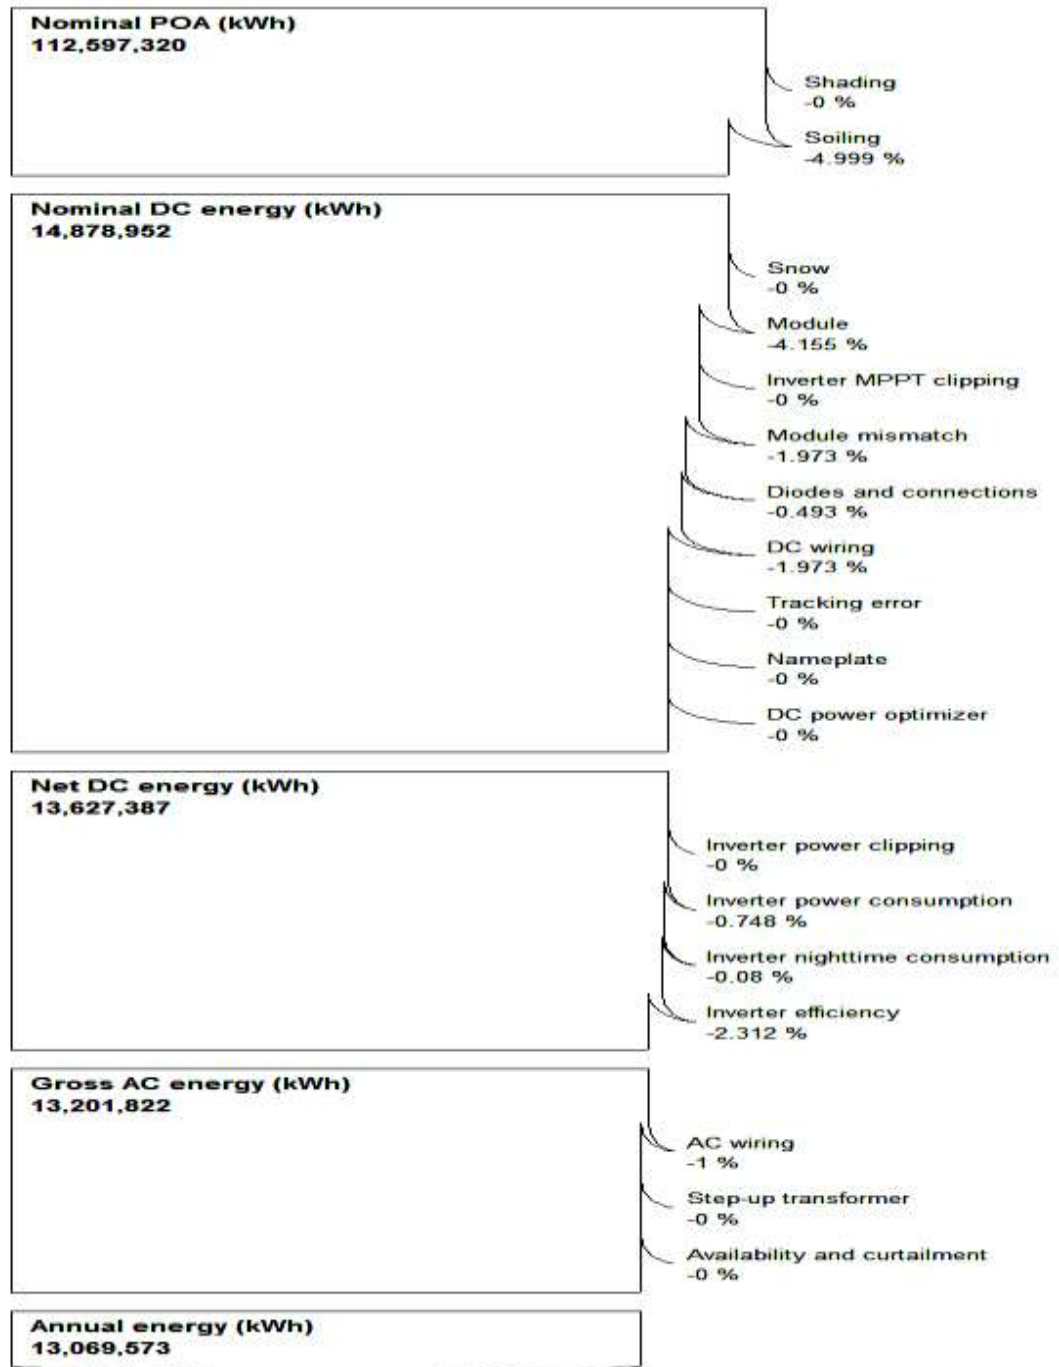 Nominal POA (kWh)
112,597,320
Shading
-0 %
Soiling
-4.999 %
Nominal DC energy (kWh)
14,878,952
Snow
-0 %
Module
-4.155 %
Inverter MPPT clipping
-0 %
Module mismatch
-1.973 %
Diodes and connections
-0.493 %
DC wiring
-1.973 %
Tracking error
-0 %
Nameplate
-0 %
DC power optimizer
-0 %
Net DC energy (kWh)
13,627,387
Inverter power clipping
-0 %
Inverter power consumption
-0.748 %
Inverter nighttime consumption
-0.08 %
Inverter efficiency
-2.312 %
Gross AC energy (kWh)
13,201,822
AC wiring
-1 %
Step-up transformer
-0 %
Availability and curtailment
-0 %
Annual energy (kWh)
13,069,573